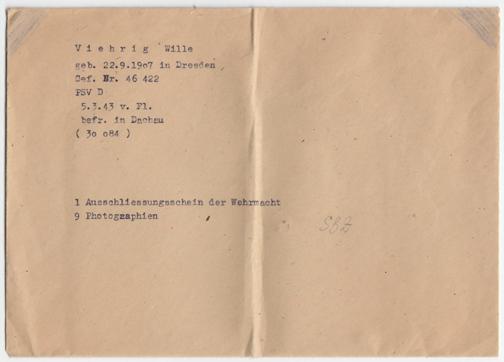 V i e h r i g  Wille
geb. 22.9.19o7 in Dresden
Gef. Nr. 46 422
PSV D
5.3.43 v. Fl.
befr. in Dachau
( 3o o84 )
1 Ausschliessungsschein der Wehrmacht
9 Photographien
SBZ